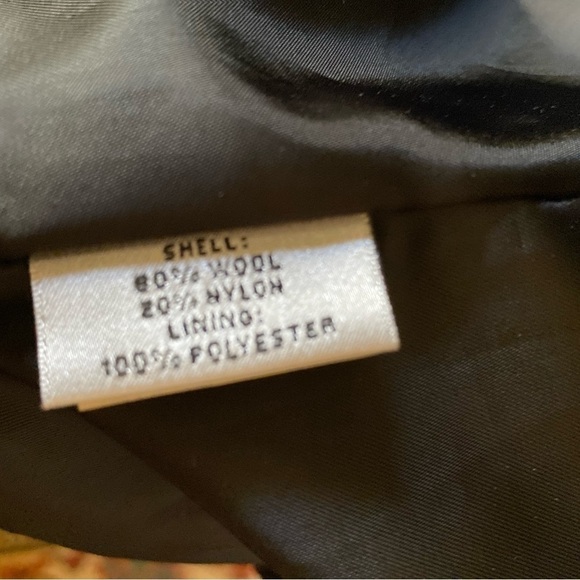 SHELL:
80% WOOL
20% NYLON
LINING:
100% POLYESTER